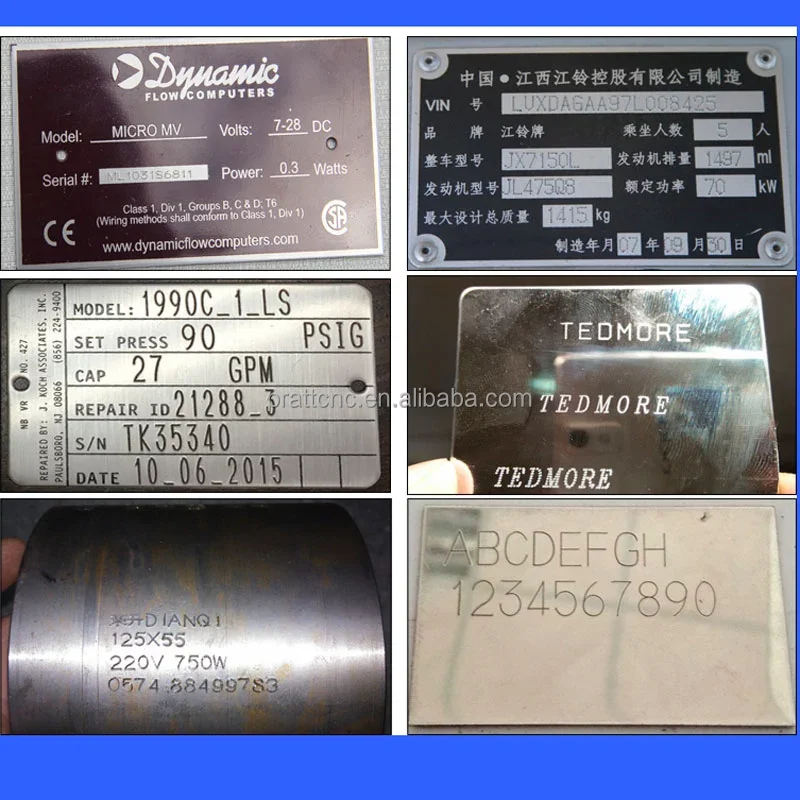 Dynamic
FLOW COMPUTERS
Model: MICRO MV Volts: 7-28 DC
Serial #: ML1031S6811 Power: 0.3 Watts
Class 1, Div 1, Groups B, C & D; T6
(Wiring methods shall conform to Class 1, Div 1)
CE
SA
www.dynamicflowcomputers.com
中国·江西江铃控股有限公司制造
VIN 号 LVXDAGAA97L008425
品牌 江铃牌 乘坐人数 5 人
整车型号 JX7150L 发动机排量 1497 ml
发动机型号 JL475Q8 额定功率 70 kW
最大设计总质量 1415 kg
制造年月 07 年 09 月 30 日
NB VR NO. 427
REPAIRED BY: J. KOCH ASSOCIATES, INC.
PAULSBORO, NJ 08066 (856) 224-9400
MODEL: 1990C_1_LS
SET PRESS 90 PSIG
CAP 27 GPM
REPAIR ID 21288_3
S/N TK35340
DATE 10_06_2015
TEDMORE
TEDMORE
TEDMORE
prattcnc.en.alibaba.com
DIANQI
125X55
220V 750W
0574.88499783
ABCDEFGH
1234567890